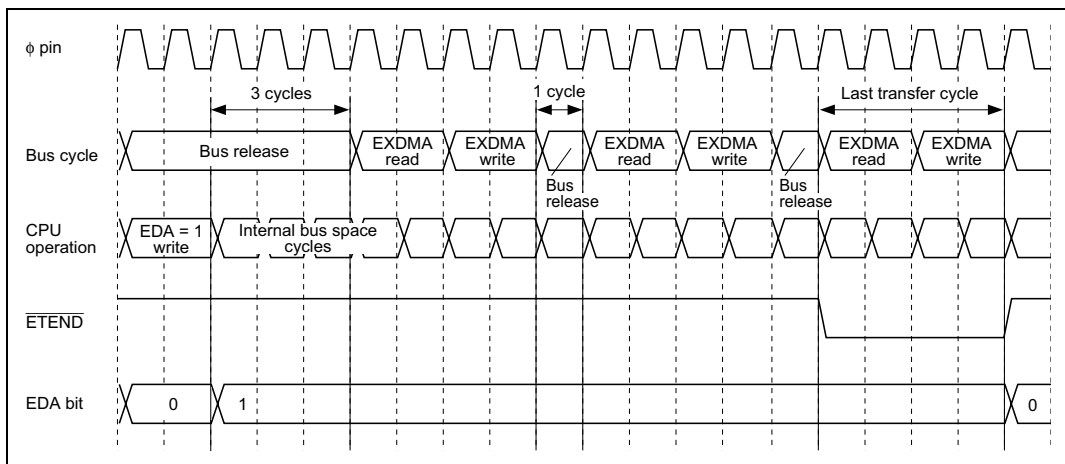 ϕ pin
3 cycles
1 cycle
Last transfer cycle
Bus cycle
Bus release
EXDMA
read
EXDMA
write
Bus
release
EXDMA
read
EXDMA
write
Bus
release
EXDMA
read
EXDMA
write
CPU
operation
EDA = 1
write
Internal bus space
cycles
ETEND
EDA bit
0
1
0